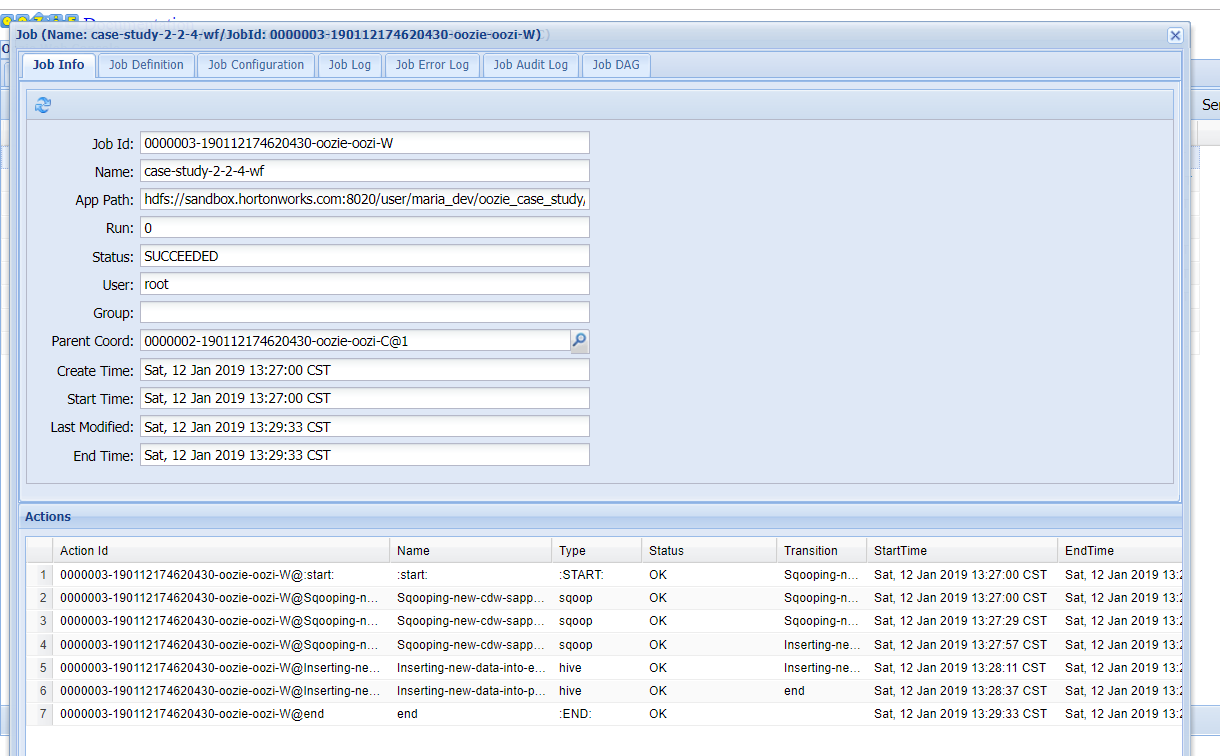 Documentation
Job (Name: case-study-2-2-4-wf/JobId: 0000003-190112174620430-oozie-oozi-W)
Job Info Job Definition Job Configuration Job Log Job Error Log Job Audit Log Job DAG
Job Id: 0000003-190112174620430-oozie-oozi-W
Name: case-study-2-2-4-wf
App Path: hdfs://sandbox.hortonworks.com:8020/user/maria_dev/oozie_case_study/
Run: 0
Status: SUCCEEDED
User: root
Group:
Parent Coord: 0000002-190112174620430-oozie-oozi-C@1
Create Time: Sat, 12 Jan 2019 13:27:00 CST
Start Time: Sat, 12 Jan 2019 13:27:00 CST
Last Modified: Sat, 12 Jan 2019 13:29:33 CST
End Time: Sat, 12 Jan 2019 13:29:33 CST
Actions
Action Id Name Type Status Transition StartTime EndTime
1 0000003-190112174620430-oozie-oozi-W@:start: :start: :START: OK Sqooping-n... Sat, 12 Jan 2019 13:27:00 CST Sat, 12 Jan 2019 13:2
2 0000003-190112174620430-oozie-oozi-W@Sqooping-n... Sqooping-new-cdw-sapp... sqoop OK Sqooping-n... Sat, 12 Jan 2019 13:27:00 CST Sat, 12 Jan 2019 13:2
3 0000003-190112174620430-oozie-oozi-W@Sqooping-n... Sqooping-new-cdw-sapp... sqoop OK Sqooping-n... Sat, 12 Jan 2019 13:27:29 CST Sat, 12 Jan 2019 13:2
4 0000003-190112174620430-oozie-oozi-W@Sqooping-n... Sqooping-new-cdw-sapp... sqoop OK Inserting-ne... Sat, 12 Jan 2019 13:27:57 CST Sat, 12 Jan 2019 13:2
5 0000003-190112174620430-oozie-oozi-W@Inserting-ne... Inserting-new-data-into-e... hive OK Inserting-ne... Sat, 12 Jan 2019 13:28:11 CST Sat, 12 Jan 2019 13:2
6 0000003-190112174620430-oozie-oozi-W@Inserting-ne... Inserting-new-data-into-p... hive OK end Sat, 12 Jan 2019 13:28:37 CST Sat, 12 Jan 2019 13:2
7 0000003-190112174620430-oozie-oozi-W@end end :END: OK Sat, 12 Jan 2019 13:29:33 CST Sat, 12 Jan 2019 13:2